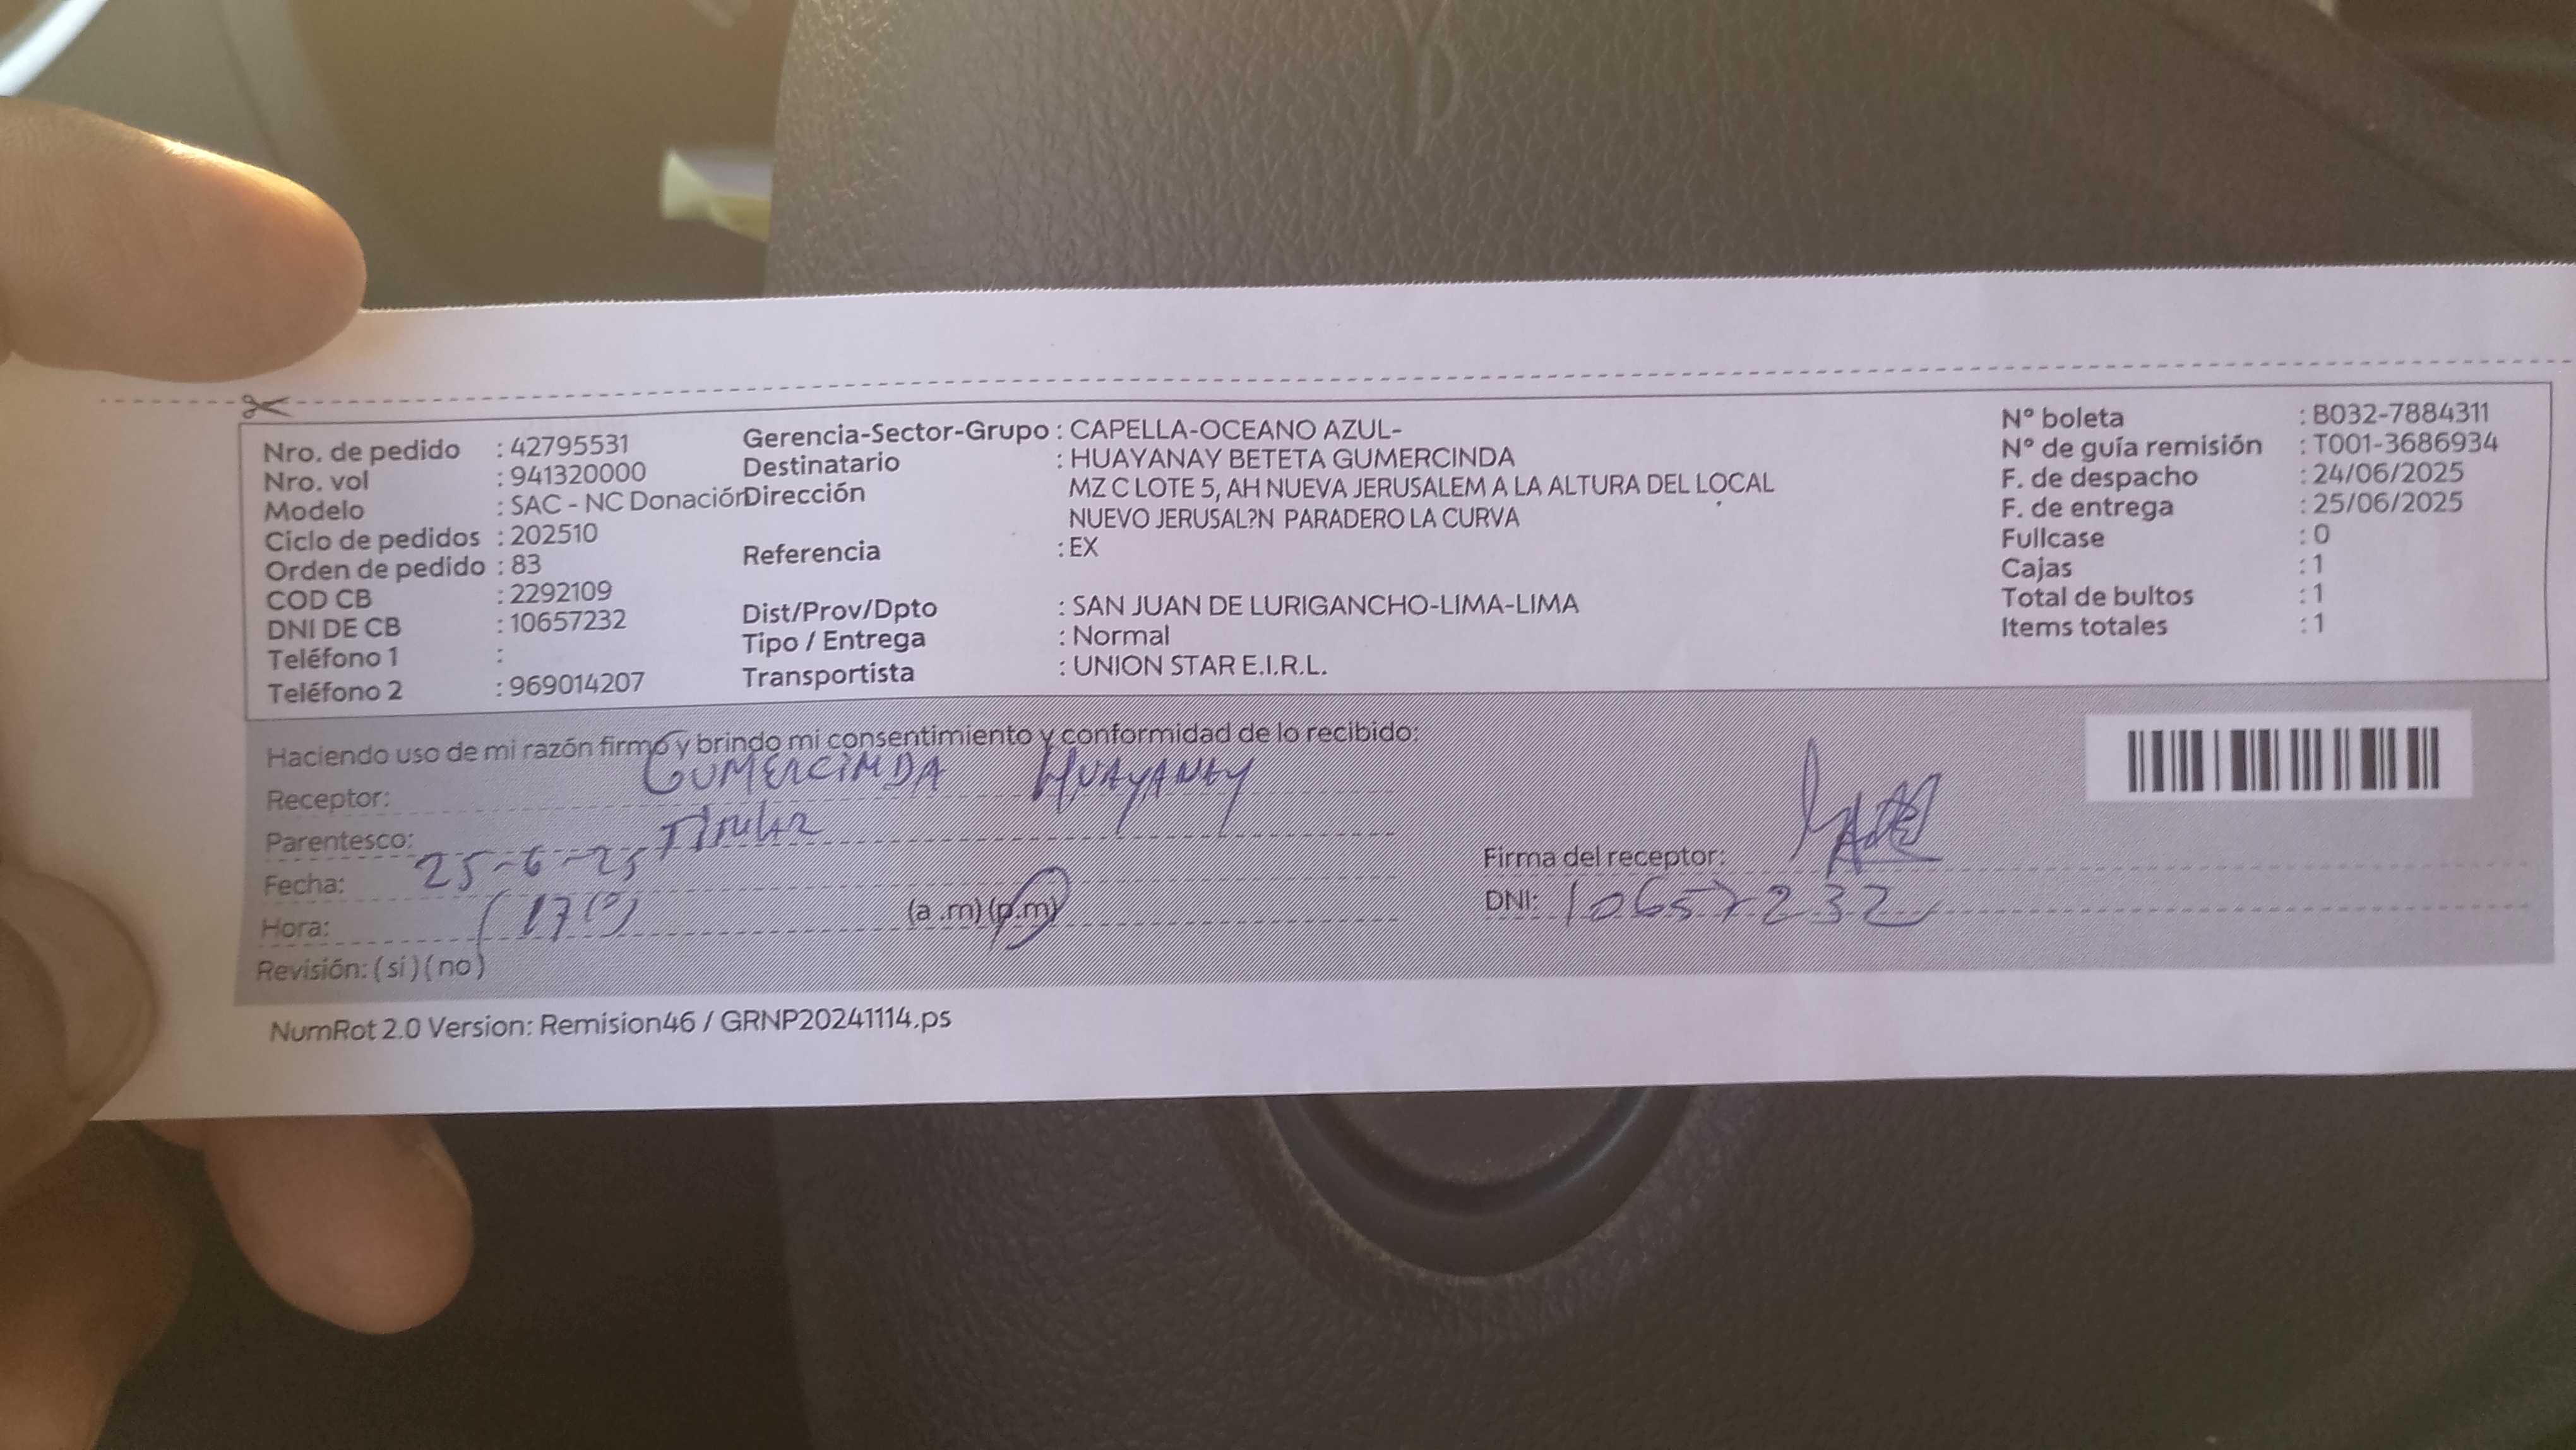 Nro. de pedido : 42795531
Nro. vol : 941320000
Modelo : SAC - NC Donación
Ciclo de pedidos : 202510
Orden de pedido : 83
COD CB : 2292109
DNI DE CB : 10657232
Teléfono 1 :
Teléfono 2 : 969014207
Gerencia-Sector-Grupo : CAPELLA-OCEANO AZUL-
Destinatario : HUAYANAY BETETA GUMERCINDA
Dirección MZ C LOTE 5, AH NUEVA JERUSALEM A LA ALTURA DEL LOCAL
NUEVO JERUSAL?N PARADERO LA CURVA
Referencia : EX
Dist/Prov/Dpto : SAN JUAN DE LURIGANCHO-LIMA-LIMA
Tipo / Entrega : Normal
Transportista : UNION STAR E.I.R.L.
N° boleta : B032-7884311
N° de guía remisión : T001-3686934
F. de despacho : 24/06/2025
F. de entrega : 25/06/2025
Fullcase : 0
Cajas : 1
Total de bultos : 1
Items totales : 1
Haciendo uso de mi razón firmo y brindo mi consentimiento y conformidad de lo recibido:
Receptor: GUMERCINDA HUAYANAY
Parentesco: Titular
Fecha: 25-6-25
Hora: (a .m) (p.m)
Revisión: ( si ) ( no )
Firma del receptor:
DNI: 10657232
NumRot 2.0 Version: Remision46 / GRNP20241114.ps